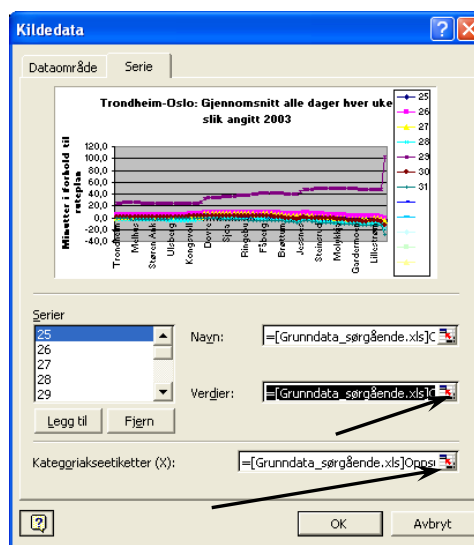 Kildedata
Dataområde
Serie
Trondheim-Oslo: Gjennomsnitt alle dager hver uke
slik angitt 2003
Minutter i forhold til
ruteplan
120,0
100,0
80,0
60,0
40,0
20,0
0,0
-20,0
-40,0
Trondheim
Melhus
Støren Aak
Ulsberg
Kongsvoll
Dovre
Sjoa
Ringebu
Fåberg
Brøttum
Jessnes
Steinsrud
Molykkja
Gardermoen
Lillestrøm
25
26
27
28
29
30
31
Serier
25
26
27
28
29
Navn:
=[Grunndata_sørgående.xls]O
Verdier:
=[Grunndata_sørgående.xls]O
Legg til
Fjern
Kategoriakseetiketter (X):
=[Grunndata_sørgående.xls]Oppsu
OK
Avbryt